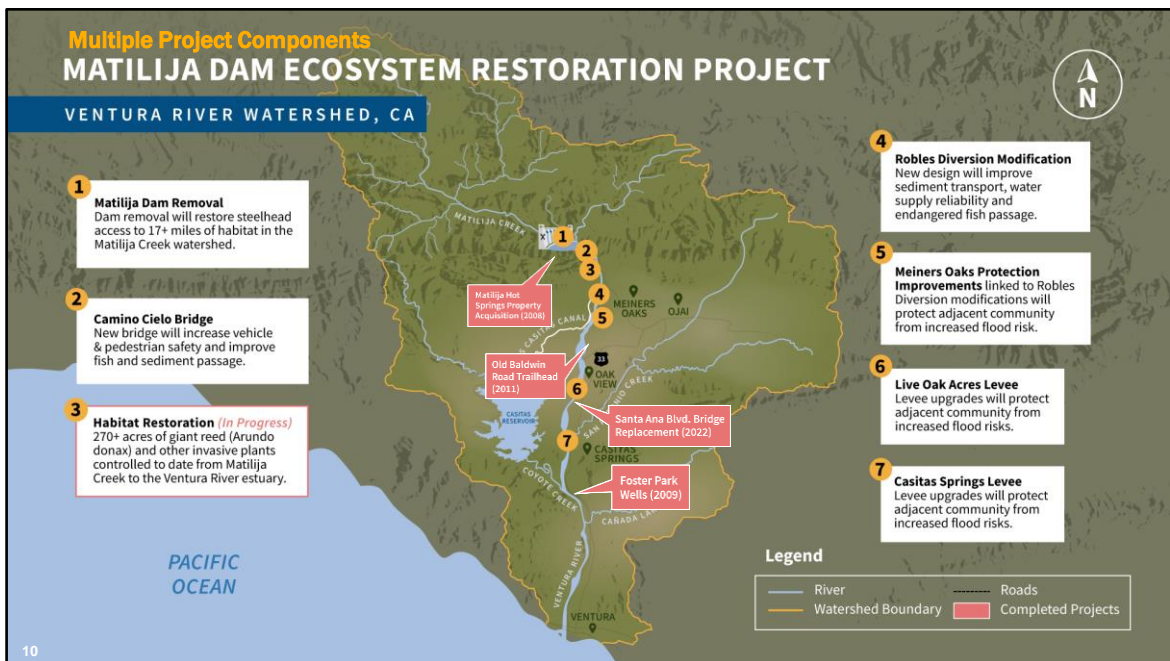 Multiple Project Components
MATILIJA DAM ECOSYSTEM RESTORATION PROJECT
VENTURA RIVER WATERSHED, CA
N
1
Matilija Dam Removal
Dam removal will restore steelhead
access to 17+ miles of habitat in the
Matilija Creek watershed.
2
Camino Cielo Bridge
New bridge will increase vehicle
& pedestrian safety and improve
fish and sediment passage.
3
Habitat Restoration (In Progress)
270+ acres of giant reed (Arundo
donax) and other invasive plants
controlled to date from Matilija
Creek to the Ventura River estuary.
4
Robles Diversion Modification
New design will improve
sediment transport, water
supply reliability and
endangered fish passage.
5
Meiners Oaks Protection
Improvements linked to Robles
Diversion modifications will
protect adjacent community
from increased flood risk.
6
Live Oak Acres Levee
Levee upgrades will protect
adjacent community from
increased flood risks.
7
Casitas Springs Levee
Levee upgrades will protect
adjacent community from
increased flood risks.
MATILIJA CREEK
1
2
3
Matilija Hot
Springs Property
Acquisition (2008)
4
MEINERS
OAKS
OJAI
5
CASITAS CANAL
Old Baldwin
Road Trailhead
(2011)
33
OAK
VIEW
6
CREEK
CASITAS
RESERVOIR
Santa Ana Blvd. Bridge
Replacement (2022)
7
SAN
CASITAS
SPRINGS
COYOTE CREEK
Foster Park
Wells (2009)
CAÑADA
VENTURA RIVER
VENTURA
PACIFIC
OCEAN
Legend
River
Roads
Watershed Boundary
Completed Projects
10